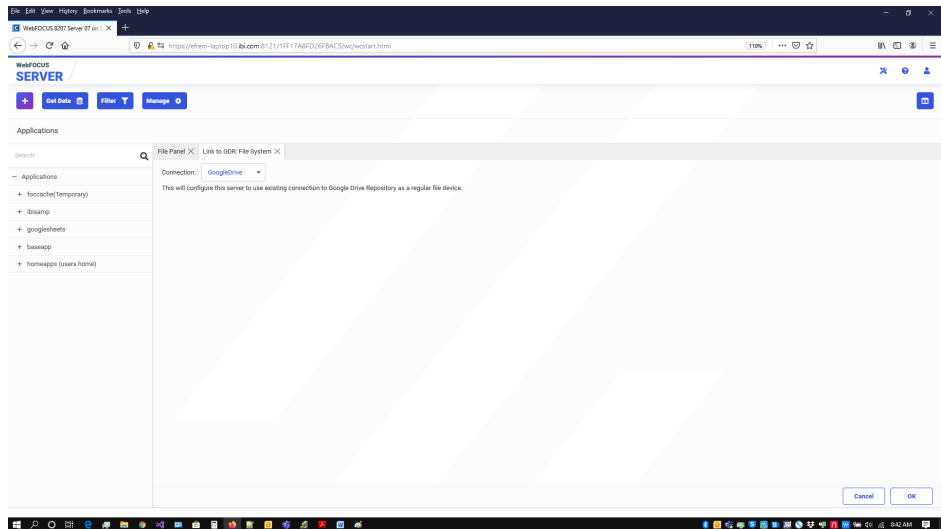 File Edit View History Bookmarks Tools Help
WebFOCUS 8207 Server 07 on
https://efrem-laptop10.ibi.com:8121/1FF17A8FD26FBAC5/wc/wcstart.html
110%
WebFOCUS
SERVER
Get Data
Filter
Manage
Applications
Search
File Panel
Link to GDR: File System
Connection: GoogleDrive
This will configure this server to use existing connection to Google Drive Repository as a regular file device.
Applications
foccache(Temporary)
ibisamp
googlesheets
baseapp
homeapps (users home)
Cancel
OK
8:42 AM